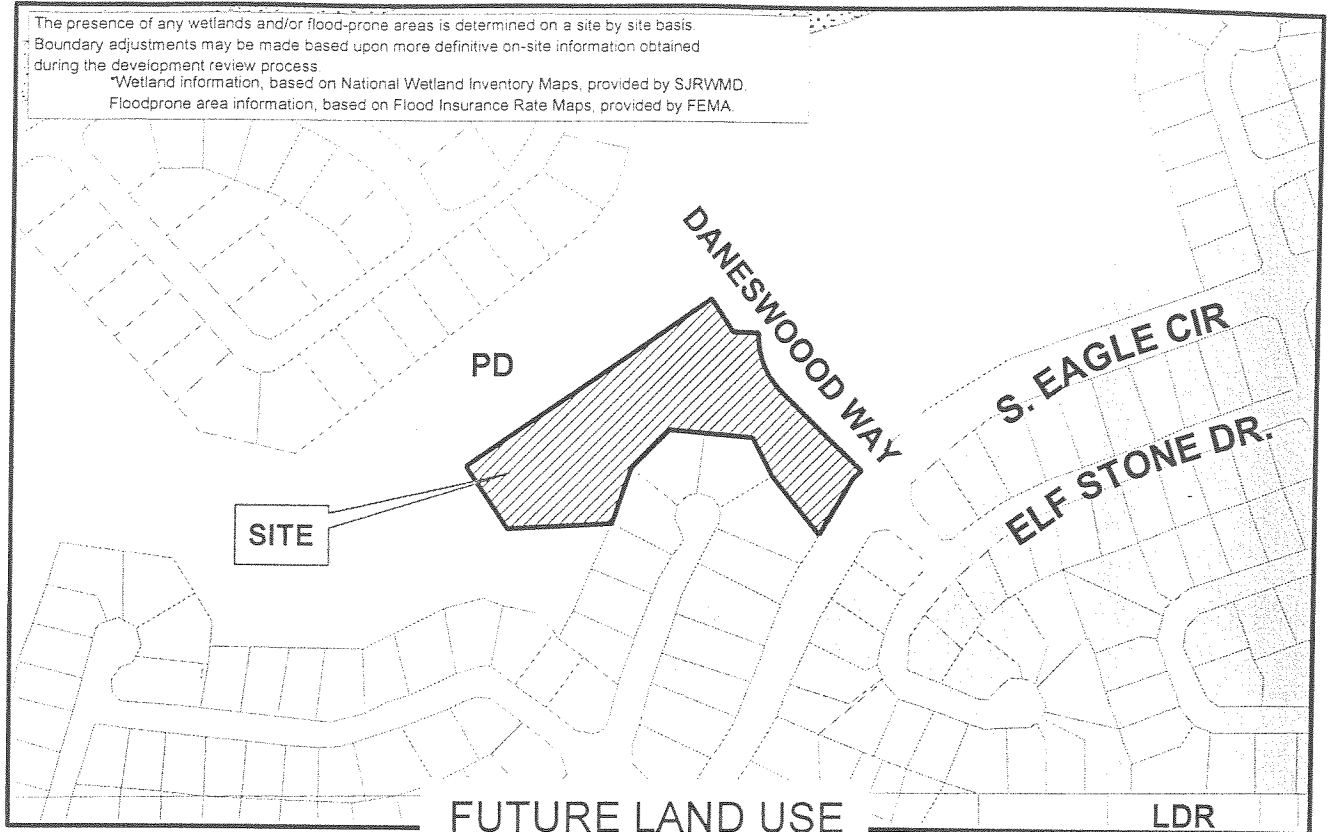 The presence of any wetlands and/or flood-prone areas is determined on a site by site basis.
Boundary adjustments may be made based upon more definitive on-site information obtained
during the development review process.
*Wetland information, based on National Wetland Inventory Maps, provided by SJRWMD.
Floodprone area information, based on Flood Insurance Rate Maps, provided by FEMA.
DANESWOOOD WAY
PD
S. EAGLE CIR
ELF STONE DR.
SITE
FUTURE LAND USE
LDR